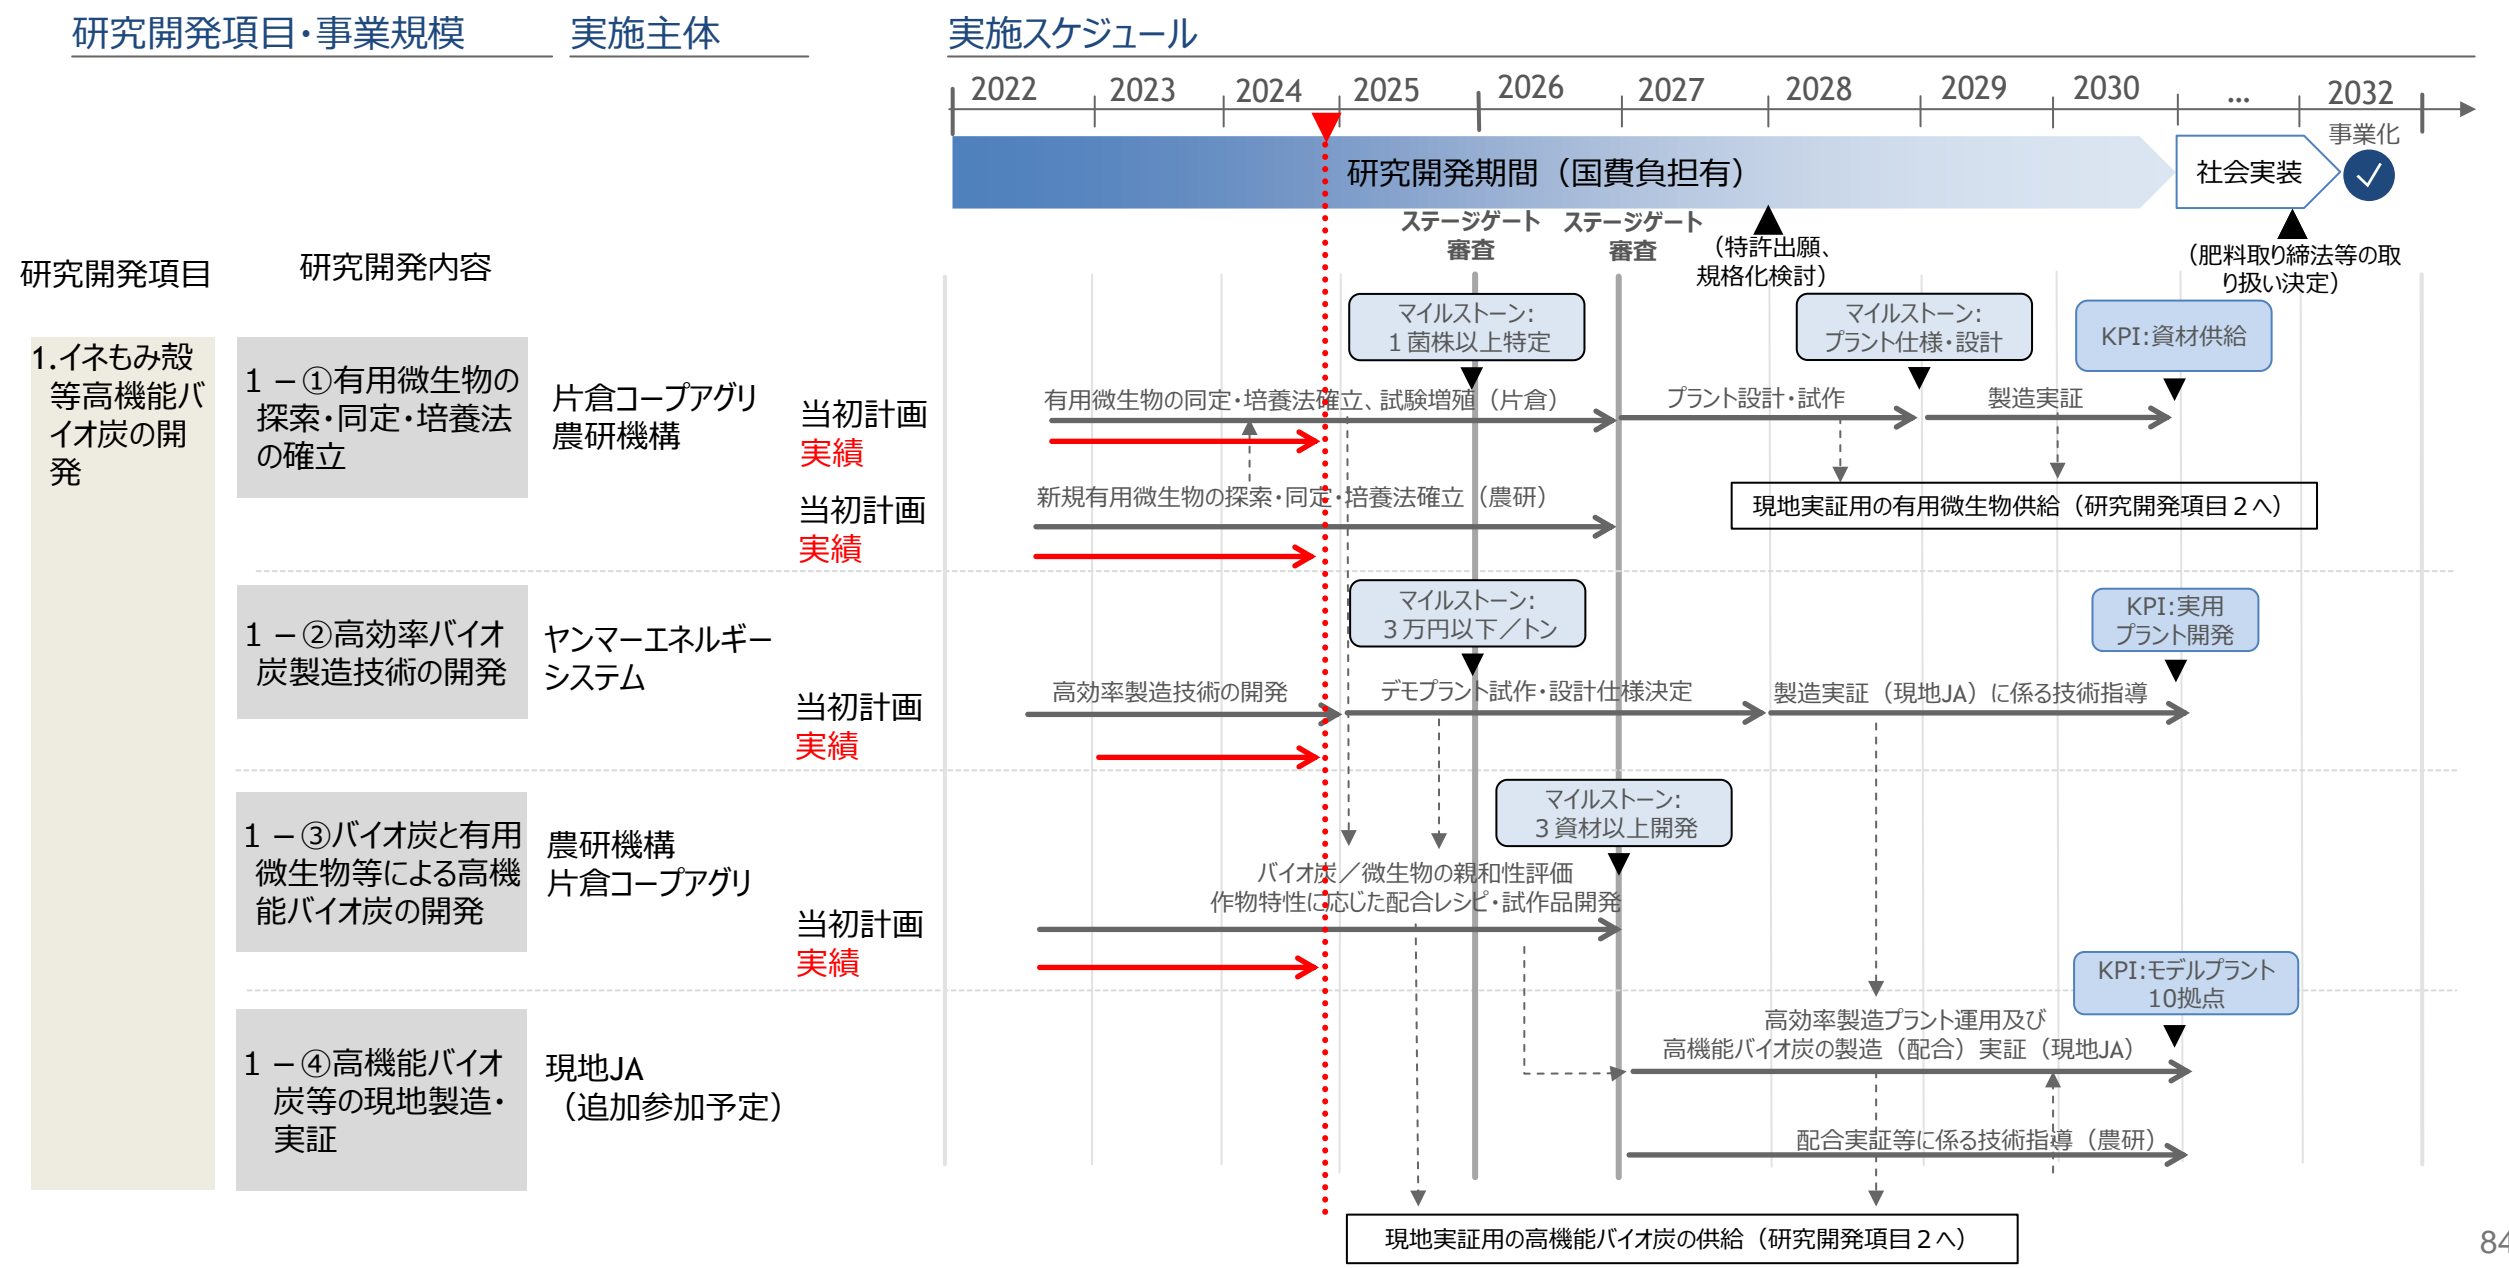 研究開発項目・事業規模
実施主体
実施スケジュール
2022
2023
2024
2025
2026
2027
2028
2029
2030
…
2032
事業化
研究開発期間（国費負担有）
社会実装
ステージゲート
審査
ステージゲート
審査
（特許出願、
規格化検討）
（肥料取り締法等の取
り扱い決定）
研究開発項目
研究開発内容
1.イネもみ殻
等高機能バ
イオ炭の開
発
１－①有用微生物の
探索・同定・培養法
の確立
片倉コープアグリ
農研機構
当初計画
実績
マイルストーン:
１菌株以上特定
マイルストーン:
プラント仕様・設計
KPI:資材供給
有用微生物の同定・培養法確立、試験増殖（片倉）
プラント設計・試作
製造実証
当初計画
実績
新規有用微生物の探索・同定・培養法確立（農研）
現地実証用の有用微生物供給（研究開発項目２へ）
１－②高効率バイオ
炭製造技術の開発
ヤンマーエネルギー
システム
当初計画
実績
マイルストーン:
３万円以下／トン
KPI:実用
プラント開発
高効率製造技術の開発
デモプラント試作・設計仕様決定
製造実証（現地JA）に係る技術指導
１－③バイオ炭と有用
微生物等による高機
能バイオ炭の開発
農研機構
片倉コープアグリ
当初計画
実績
マイルストーン:
３資材以上開発
バイオ炭／微生物の親和性評価
作物特性に応じた配合レシピ・試作品開発
１－④高機能バイオ
炭等の現地製造・
実証
現地JA
（追加参加予定）
KPI:モデルプラント
10拠点
高効率製造プラント運用及び
高機能バイオ炭の製造（配合）実証（現地JA）
配合実証等に係る技術指導（農研）
現地実証用の高機能バイオ炭の供給（研究開発項目２へ）
84